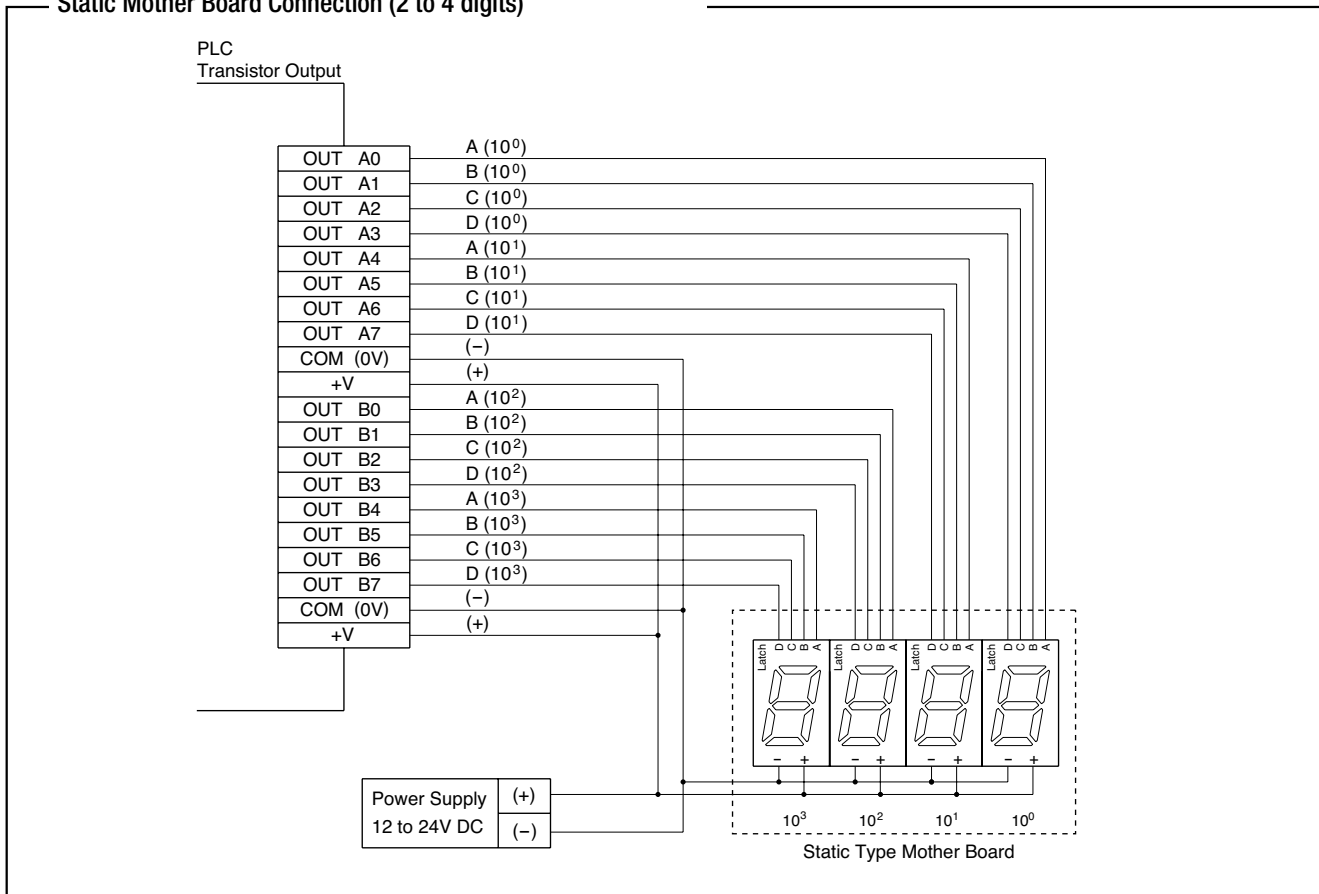 Static Mother Board Connection (2 to 4 digits)
PLC
Transistor Output
OUT A0 A (10⁰)
OUT A1 B (10⁰)
OUT A2 C (10⁰)
OUT A3 D (10⁰)
OUT A4 A (10¹)
OUT A5 B (10¹)
OUT A6 C (10¹)
OUT A7 D (10¹)
COM (0V) (−)
+V (+)
OUT B0 A (10²)
OUT B1 B (10²)
OUT B2 C (10²)
OUT B3 D (10²)
OUT B4 A (10³)
OUT B5 B (10³)
OUT B6 C (10³)
OUT B7 D (10³)
COM (0V) (−)
+V (+)
Latch D C B A Latch D C B A Latch D C B A Latch D C B A
− + − + − + − +
Power Supply (+)
12 to 24V DC (−)
10³ 10² 10¹ 10⁰
Static Type Mother Board